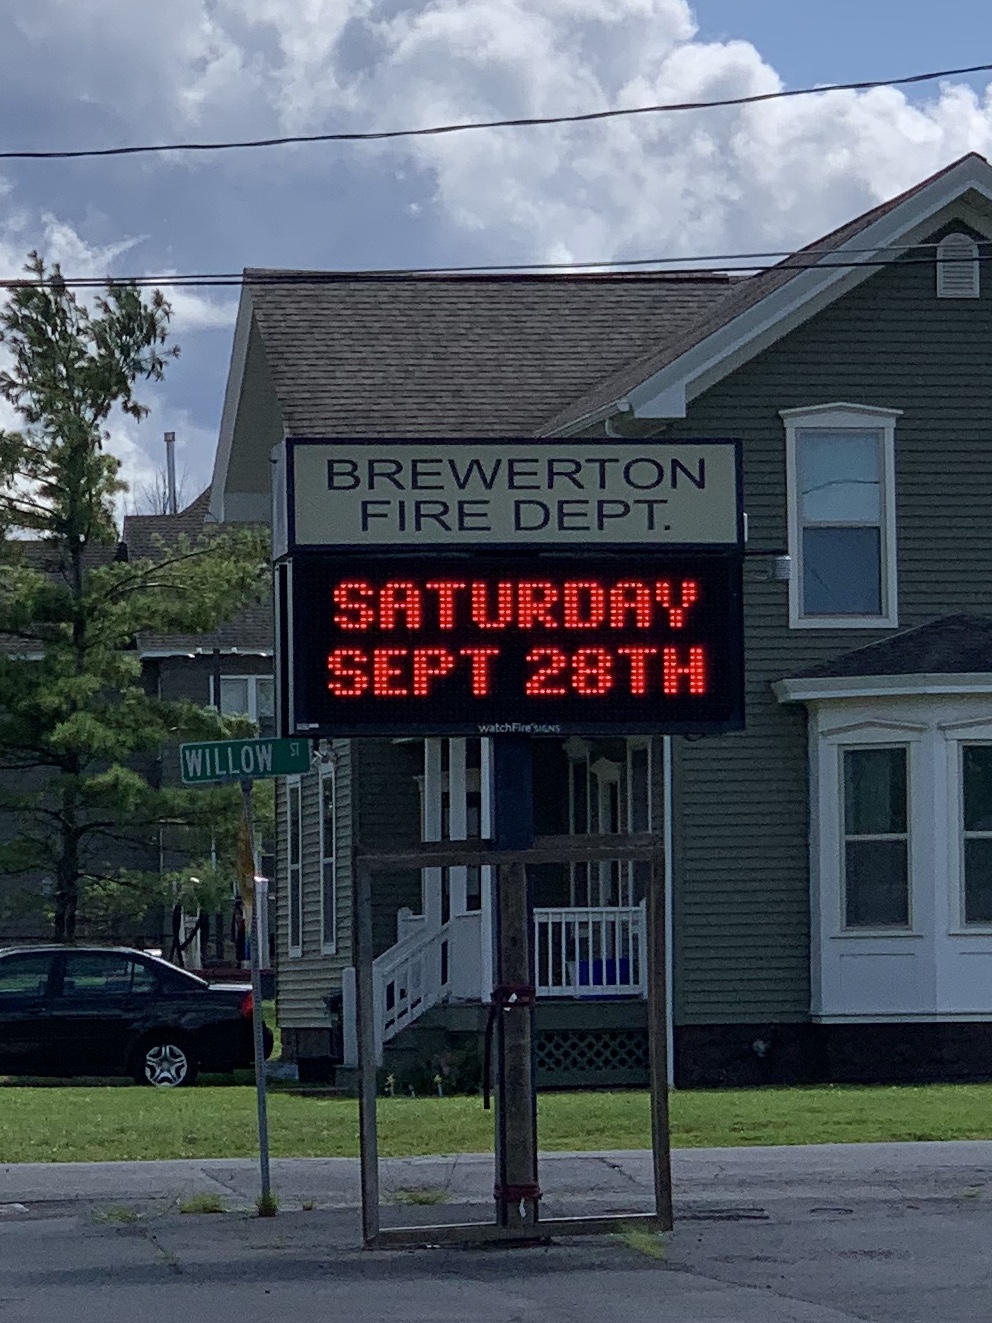 BREWERTON
FIRE DEPT.
SATURDAY
SEPT 28TH
watchFire SIGNS
WILLOW ST